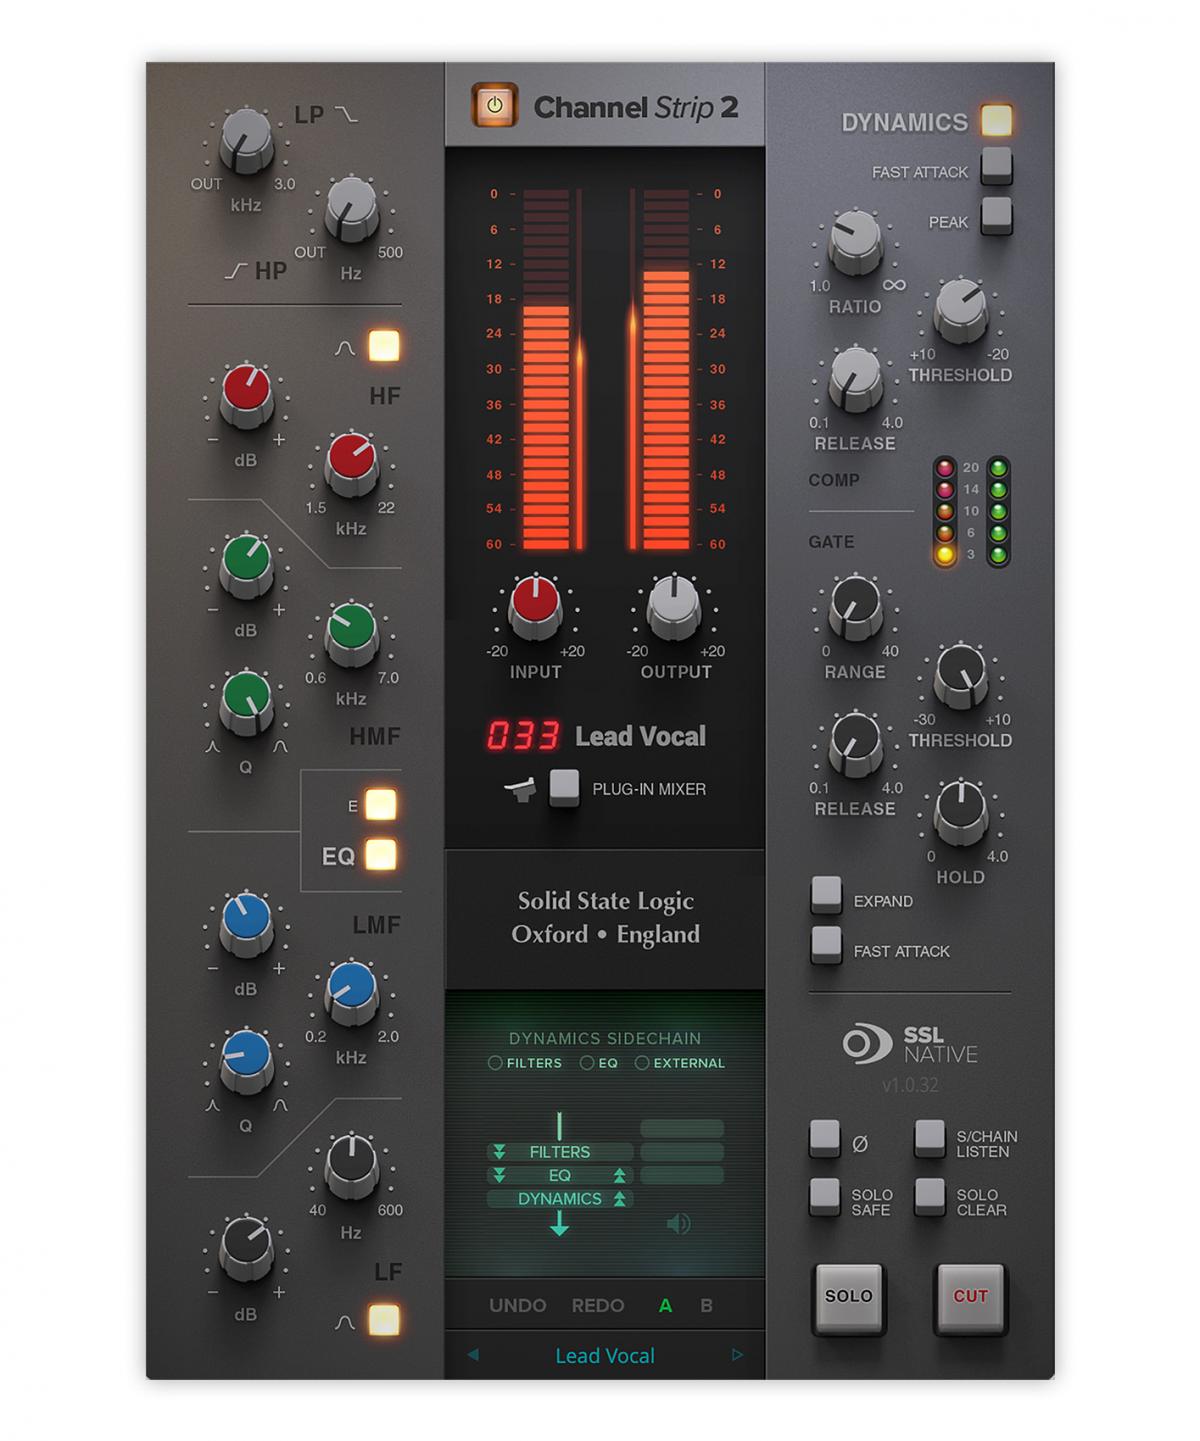 LP
OUT 3.0
kHz
OUT 500
HP
Hz
HF
- +
dB
1.5 22
kHz
- +
dB
0.6 7.0
kHz
HMF
Q
E
EQ
LMF
- +
dB
0.2 2.0
kHz
Q
40 600
Hz
LF
- +
dB
Channel Strip 2
0 0
6 6
12 12
18 18
24 24
30 30
36 36
42 42
48 48
54 54
60 60
-20 +20 -20 +20
INPUT OUTPUT
033 Lead Vocal
PLUG-IN MIXER
Solid State Logic
Oxford • England
DYNAMICS SIDECHAIN
FILTERS EQ EXTERNAL
FILTERS
EQ
DYNAMICS
UNDO REDO A B
Lead Vocal
DYNAMICS
FAST ATTACK
PEAK
1.0 ∞
RATIO
+10 -20
THRESHOLD
0.1 4.0
RELEASE
COMP
GATE
20
14
10
6
3
0 40
RANGE
-30 +10
THRESHOLD
0.1 4.0
RELEASE
0 4.0
HOLD
EXPAND
FAST ATTACK
SSL
NATIVE
v1.0.32
Ø
S/CHAIN
LISTEN
SOLO
SAFE
SOLO
CLEAR
SOLO CUT